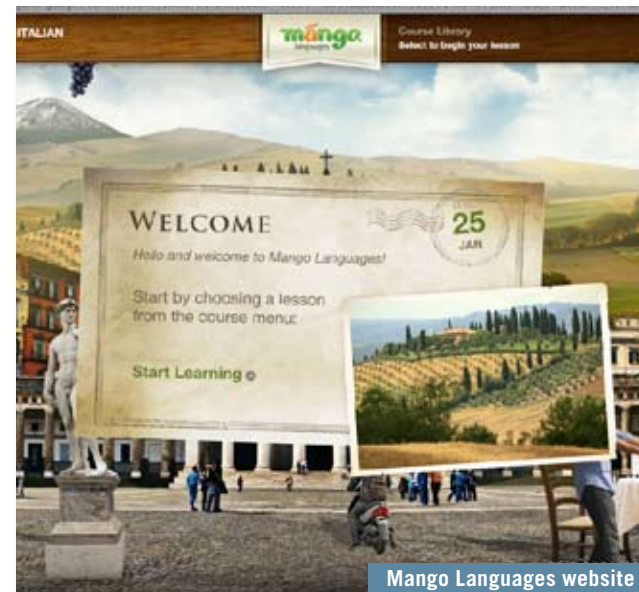 ITALIAN
mango
languages
Course Library
Select to begin your lesson
WELCOME
25
JAN
Hello and welcome to Mango Languages!
Start by choosing a lesson
from the course menu:
Start Learning
Mango Languages website